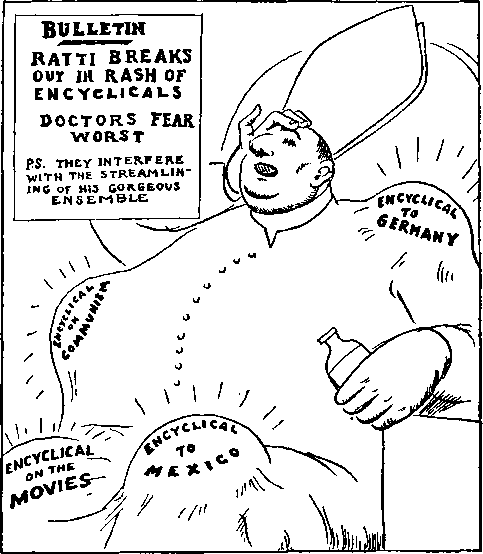 BULLETIN
RATTI BREAKS
OUT IN RASH OF
ENCYCLICALS
DOCTORS FEAR
WORST
PS. THEY INTERFERE
WITH THE STREAMLIN-
ING OF HIS GORGEOUS
ENSEMBLE
ENCYCLICAL
TO
GERMANY
ENCYCLICAL
ON
COMMUNISM
ENCYCLICAL
ON THE
MOVIES
ENCYCLICAL
TO
MEXICO